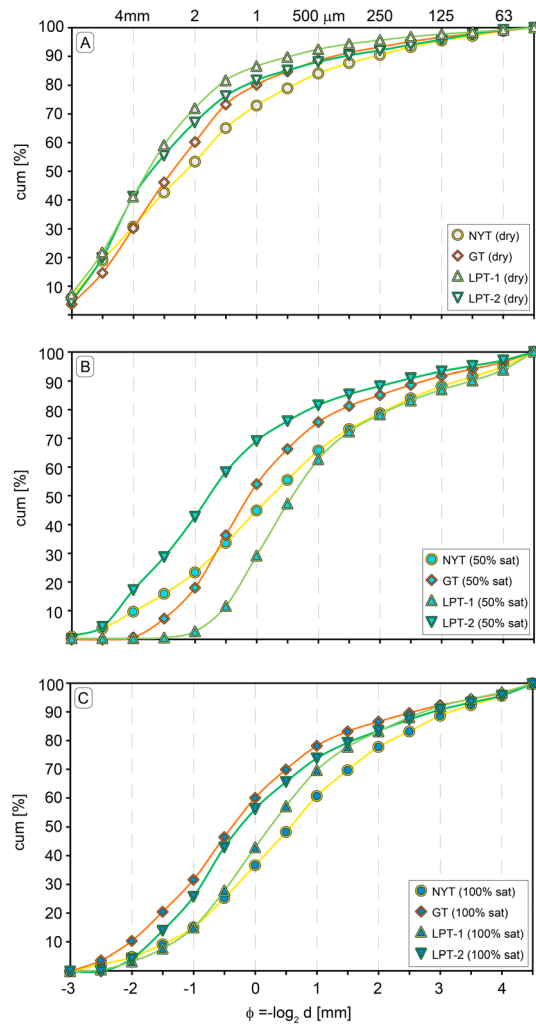 4mm 2 1 500 µm 250 125 63
A
100
90
80
70
60
50
40
30
20
10
cum [%]
NYT (dry)
GT (dry)
LPT-1 (dry)
LPT-2 (dry)
B
100
90
80
70
60
50
40
30
20
10
cum [%]
NYT (50% sat)
GT (50% sat)
LPT-1 (50% sat)
LPT-2 (50% sat)
C
100
90
80
70
60
50
40
30
20
10
cum [%]
NYT (100% sat)
GT (100% sat)
LPT-1 (100% sat)
LPT-2 (100% sat)
-3 -2 -1 0 1 2 3 4
ϕ =-log₂ d [mm]